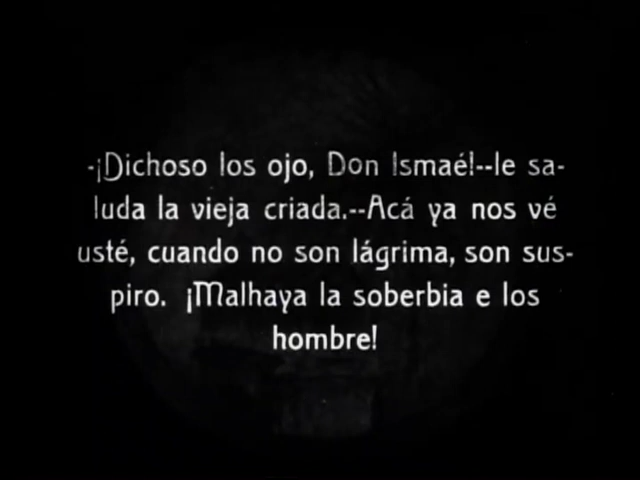 -¡Dichoso los ojo, Don Ismaé!--le sa-
luda la vieja criada.--Acá ya nos vé
usté, cuando no son lágrima, son sus-
piro. ¡Malhaya la soberbia e los
hombre!